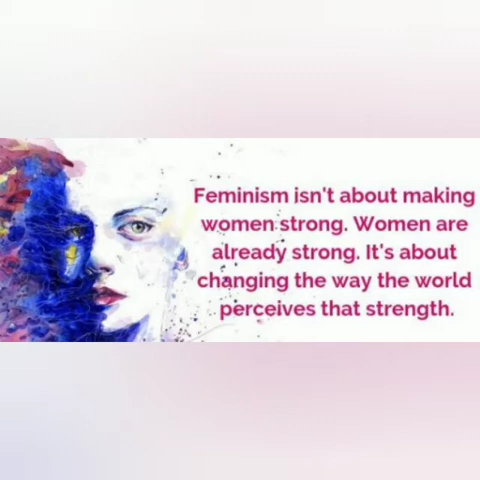 Feminism isn't about making
women strong. Women are
already strong. It's about
changing the way the world
perceives that strength.